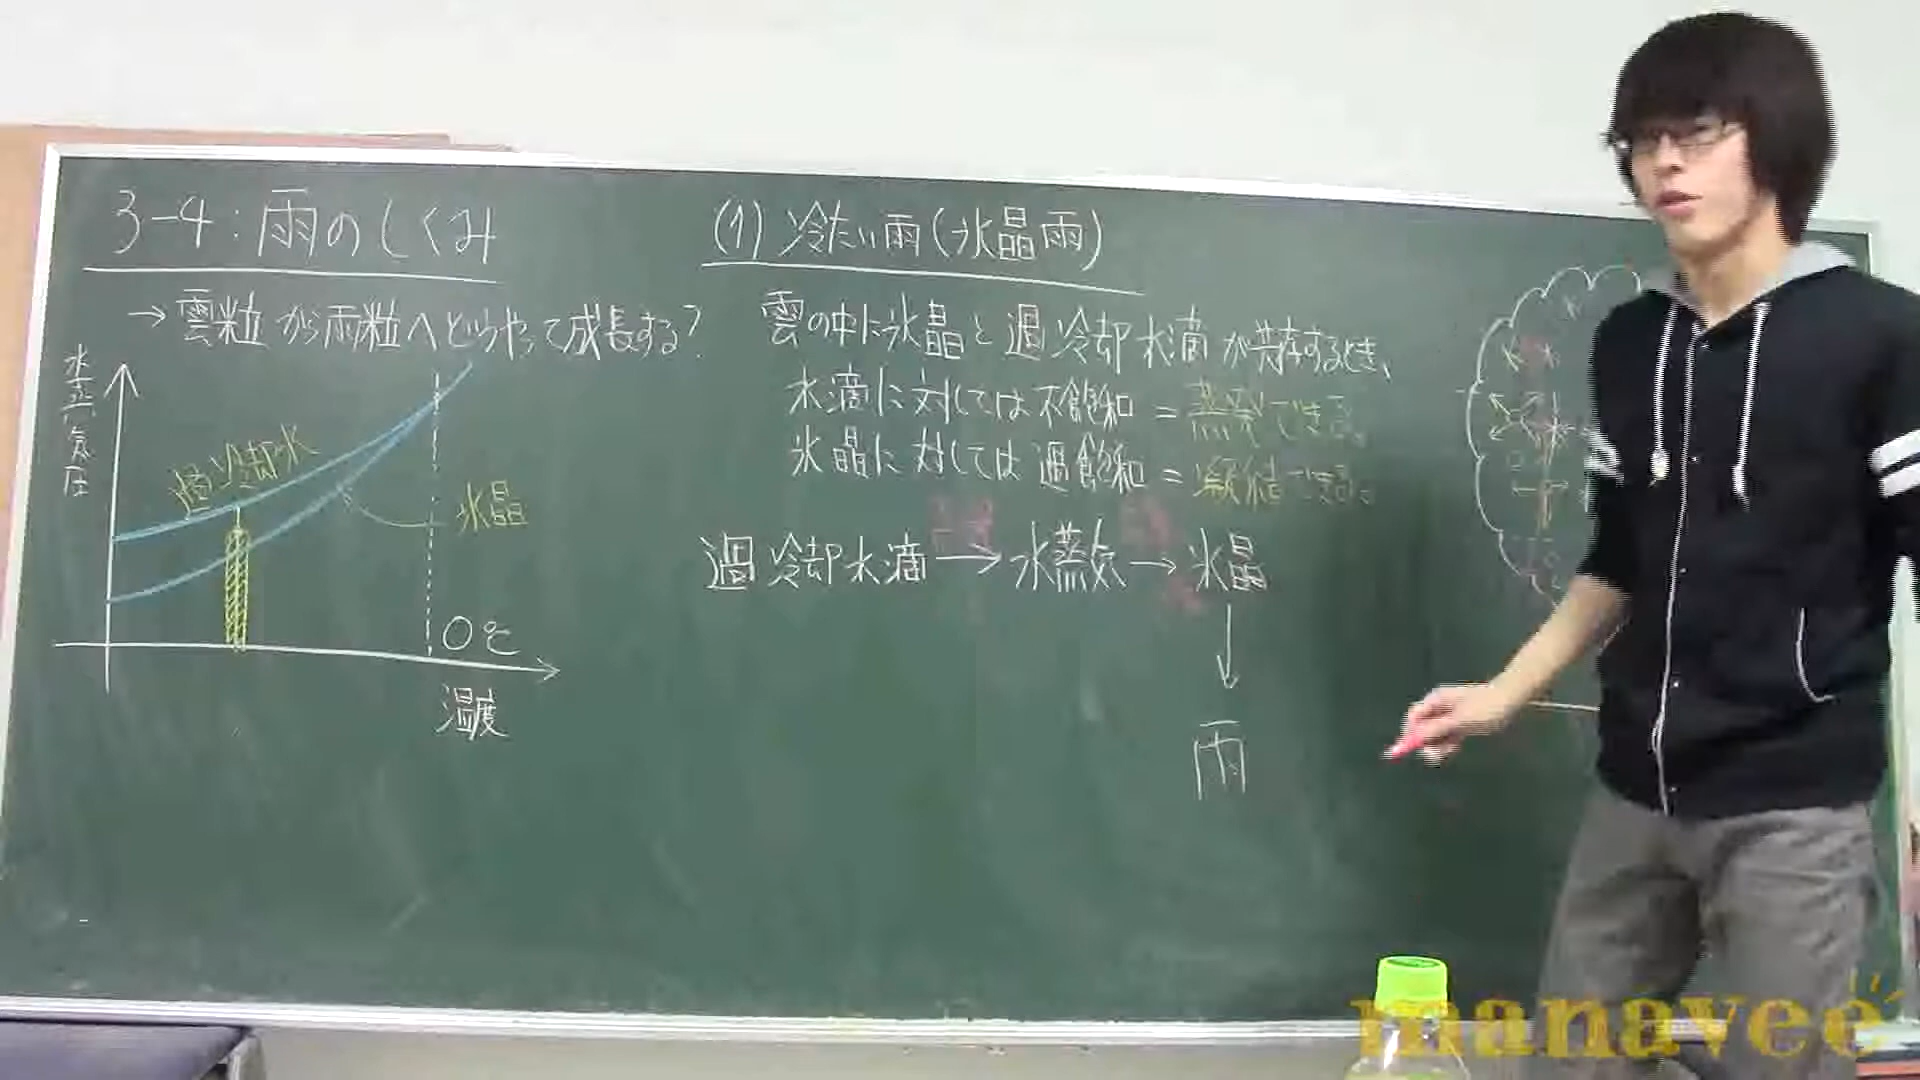 3-4:雨のしくみ
→雲粒から雨粒へどうやって成長する?
水蒸気圧
過冷却水
氷晶
0℃
温度
(1) 冷たい雨(氷晶雨)
雲の中に氷晶と過冷却水滴が共存するとき、
水滴に対しては不飽和=蒸発できる。
氷晶に対しては過飽和=凝結できる。
過冷却水滴→水蒸気→氷晶
↓
雨
manavee